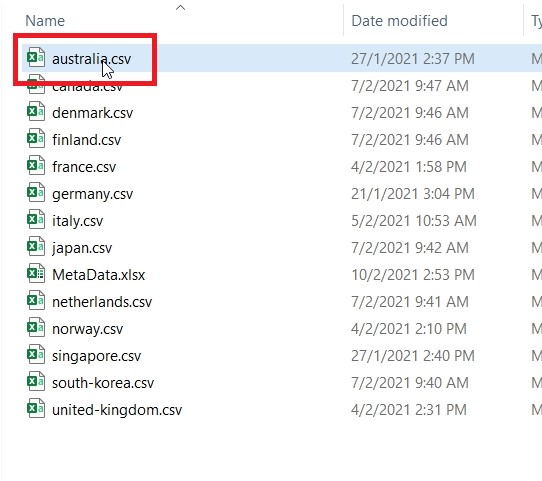 Name Date modified Ty
australia.csv 27/1/2021 2:37 PM M
canada.csv 7/2/2021 9:47 AM M
denmark.csv 7/2/2021 9:46 AM M
finland.csv 7/2/2021 9:46 AM M
france.csv 4/2/2021 1:58 PM M
germany.csv 21/1/2021 3:04 PM M
italy.csv 5/2/2021 10:53 AM M
japan.csv 7/2/2021 9:42 AM M
MetaData.xlsx 10/2/2021 2:53 PM M
netherlands.csv 7/2/2021 9:41 AM M
norway.csv 4/2/2021 2:10 PM M
singapore.csv 27/1/2021 2:40 PM M
south-korea.csv 7/2/2021 9:40 AM M
united-kingdom.csv 4/2/2021 2:31 PM M